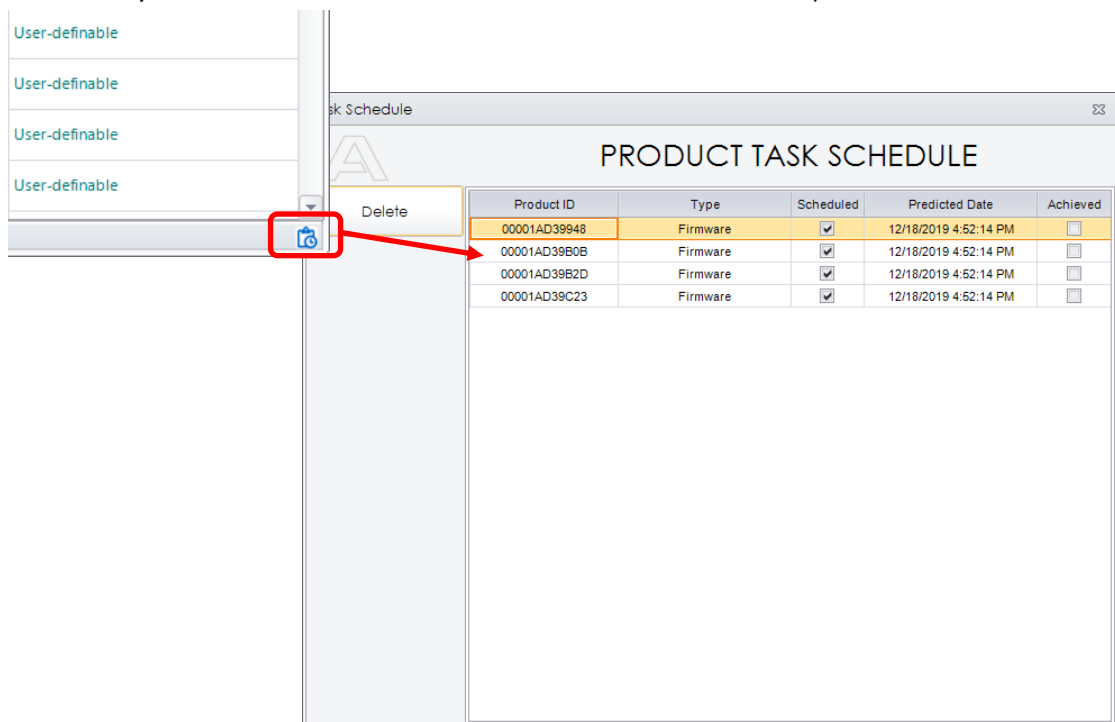 User-definable
User-definable
User-definable
User-definable
sk Schedule
PRODUCT TASK SCHEDULE
Delete
Product ID Type Scheduled Predicted Date Achieved
00001AD39948 Firmware 12/18/2019 4:52:14 PM
00001AD39B0B Firmware 12/18/2019 4:52:14 PM
00001AD39B2D Firmware 12/18/2019 4:52:14 PM
00001AD39C23 Firmware 12/18/2019 4:52:14 PM